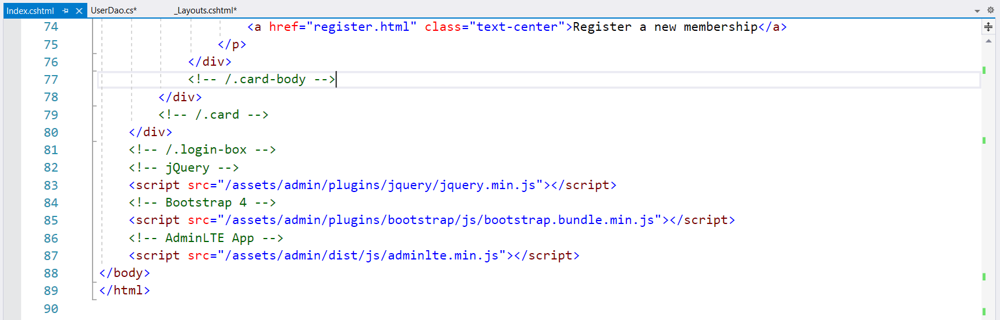 Index.cshtml UserDao.cs* _Layouts.cshtml*
74 <a href="register.html" class="text-center">Register a new membership</a>
75 </p>
76 </div>
77 <!-- /.card-body -->
78 </div>
79 <!-- /.card -->
80 </div>
81 <!-- /.login-box -->
82 <!-- jQuery -->
83 <script src="/assets/admin/plugins/jquery/jquery.min.js"></script>
84 <!-- Bootstrap 4 -->
85 <script src="/assets/admin/plugins/bootstrap/js/bootstrap.bundle.min.js"></script>
86 <!-- AdminLTE App -->
87 <script src="/assets/admin/dist/js/adminlte.min.js"></script>
88 </body>
89 </html>
90